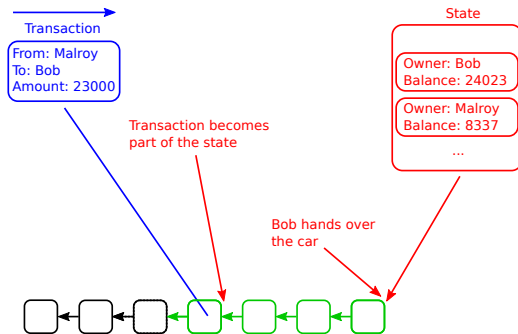 Transaction
From: Malroy
To: Bob
Amount: 23000
State
Owner: Bob
Balance: 24023
Owner: Malroy
Balance: 8337
...
Transaction becomes
part of the state
Bob hands over
the car